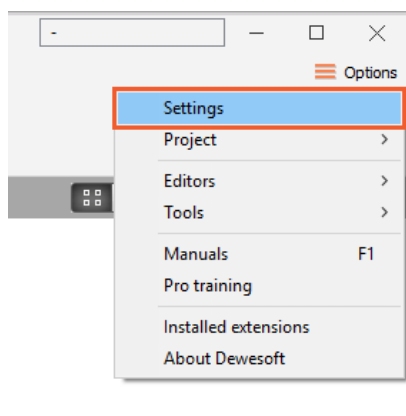 -
Options
Settings
Project
Editors
Tools
Manuals F1
Pro training
Installed extensions
About Dewesoft